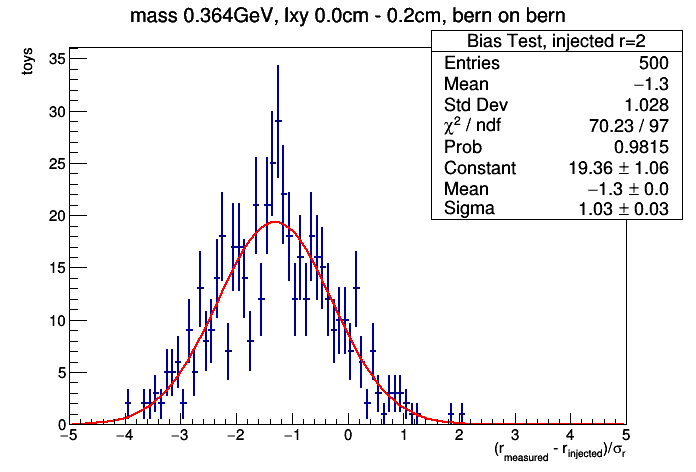 mass 0.364GeV, lxy 0.0cm - 0.2cm, bern on bern
toys
Bias Test, injected r=2
Entries 500
Mean −1.3
Std Dev 1.028
χ² / ndf 70.23 / 97
Prob 0.9815
Constant 19.36 ± 1.06
Mean −1.3 ± 0.0
Sigma 1.03 ± 0.03
35
30
25
20
15
10
5
0
−5 −4 −3 −2 −1 0 1 2 3 4 5
(r_measured - r_injected)/σ_r